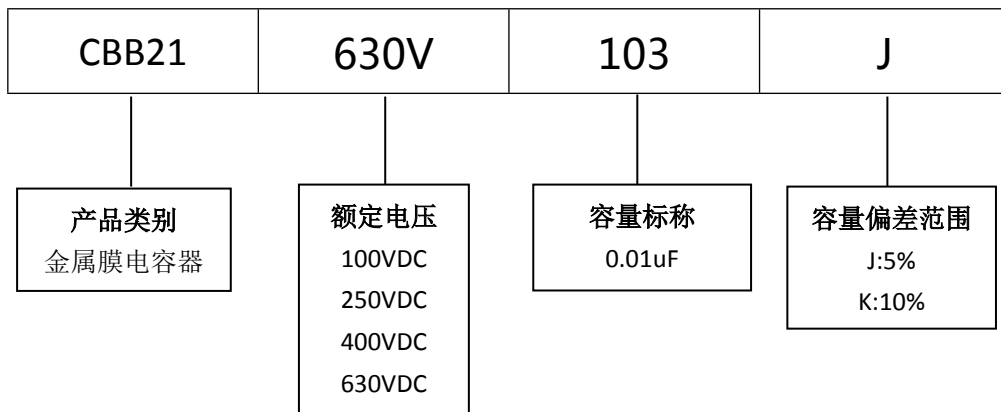 CBB21 630V 103 J
产品类别
金属膜电容器
额定电压
100VDC
250VDC
400VDC
630VDC
容量标称
0.01uF
容量偏差范围
J:5%
K:10%